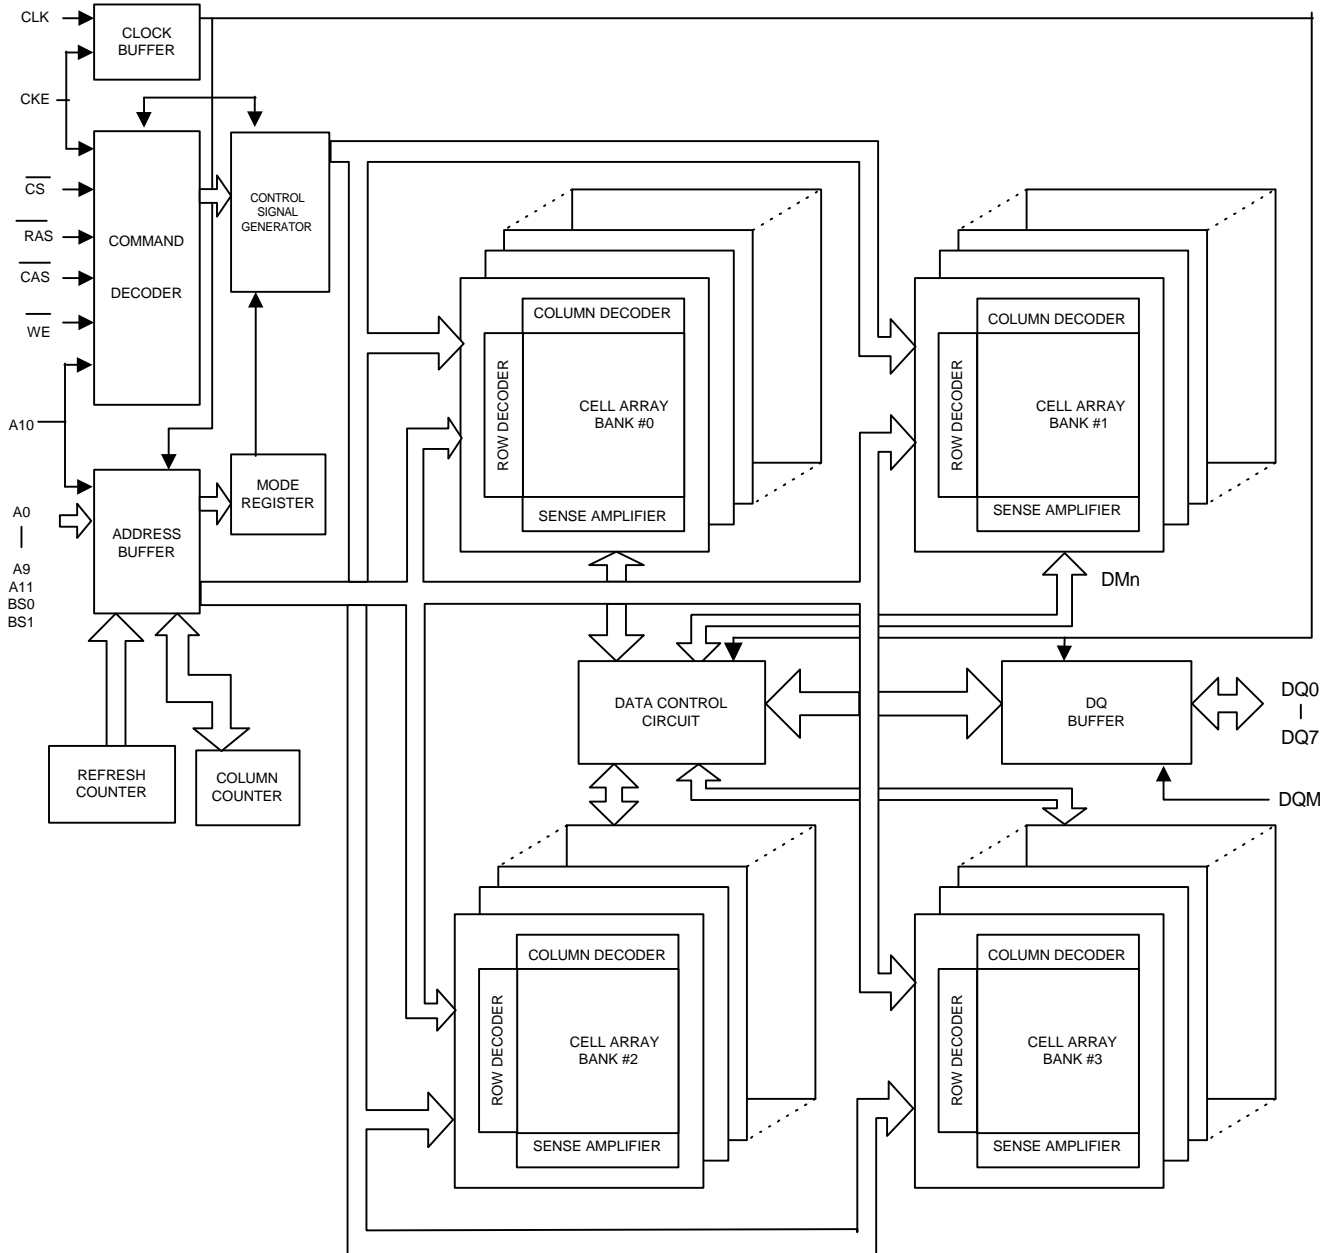 CLK
CLOCK
BUFFER
CKE
CS
RAS
CAS
WE
COMMAND
DECODER
CONTROL
SIGNAL
GENERATOR
A10
A0
A9
A11
BS0
BS1
ADDRESS
BUFFER
MODE
REGISTER
REFRESH
COUNTER
COLUMN
COUNTER
COLUMN DECODER
ROW DECODER
CELL ARRAY
BANK #0
SENSE AMPLIFIER
COLUMN DECODER
ROW DECODER
CELL ARRAY
BANK #1
SENSE AMPLIFIER
DMn
DATA CONTROL
CIRCUIT
DQ
BUFFER
DQ0
DQ7
DQM
COLUMN DECODER
ROW DECODER
CELL ARRAY
BANK #2
SENSE AMPLIFIER
COLUMN DECODER
ROW DECODER
CELL ARRAY
BANK #3
SENSE AMPLIFIER